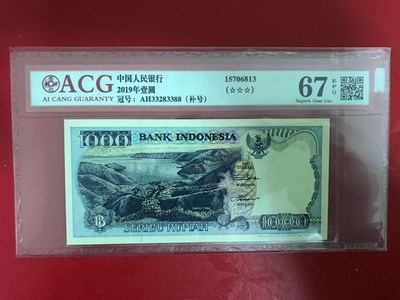 ACG
AI CANG GUARANTY
中国人民银行
2019年壹圆
冠号：AH33283388（补号）
15706813
(☆☆☆)
67 EPQ
Superb Gem Unc
1000 BANK INDONESIA
SERIBU RUPIAH
1000